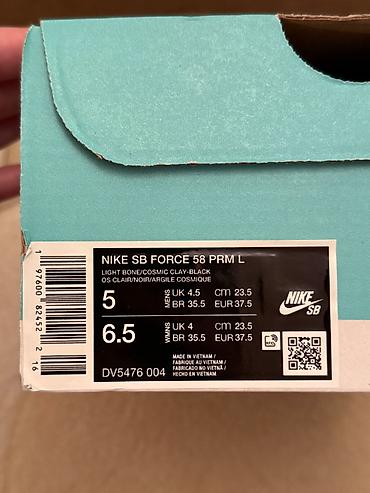 NIKE SB FORCE 58 PRM L
LIGHT BONE/COSMIC CLAY-BLACK
OS CLAIR/NOIR/ARGILE COSMIQUE
5 MENS UK 4.5 cm 23.5
BR 35.5 EUR 37.5
6.5 WMNS UK 4 cm 23.5
BR 35.5 EUR 37.5
NIKE
SB
MADE IN VIETNAM /
FABRIQUE AU VIETNAM /
FABRICADO NO VIETNÃ /
HECHO EN VIETNAM
DV5476 004
1 97600 82452 2 16